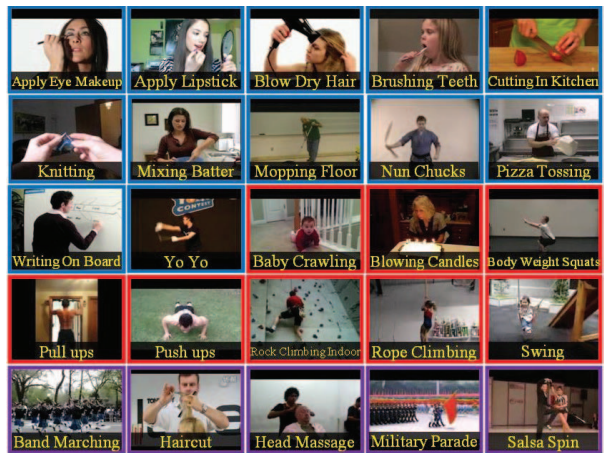 Apply Eye Makeup
Apply Lipstick
Blow Dry Hair
Brushing Teeth
Cutting In Kitchen
Knitting
Mixing Batter
Mopping Floor
Nun Chucks
Pizza Tossing
CONTEST
Writing On Board
Yo Yo
Baby Crawling
Blowing Candles
Body Weight Squats
Pull ups
Push ups
Rock Climbing Indoor
Rope Climbing
Swing
Band Marching
Haircut
Head Massage
Military Parade
Salsa Spin